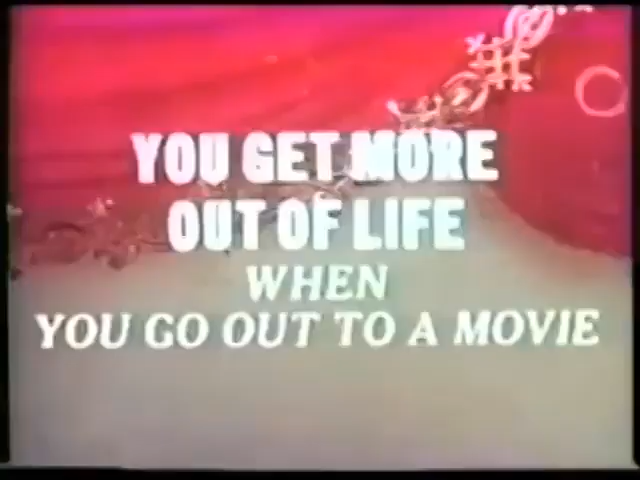 YOU GET MORE
OUT OF LIFE
WHEN
YOU GO OUT TO A MOVIE